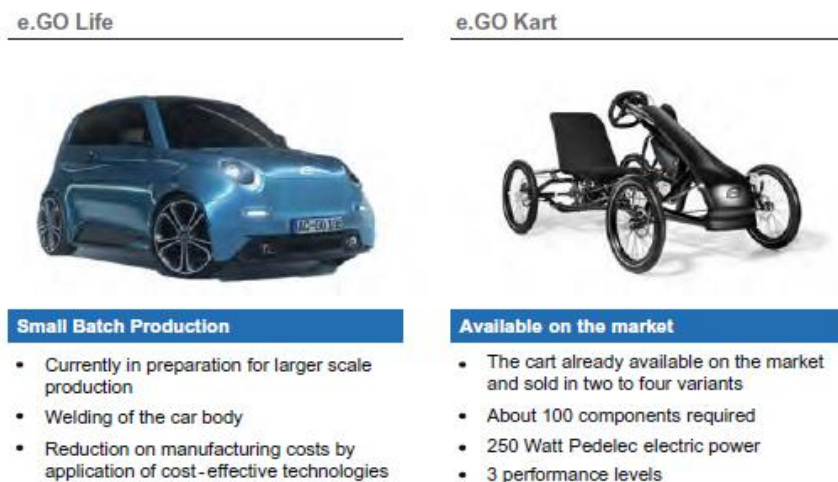 e.GO Life
e.GO Kart
Small Batch Production
Currently in preparation for larger scale
production
Welding of the car body
Reduction on manufacturing costs by
application of cost-effective technologies
Available on the market
The cart already available on the market
and sold in two to four variants
About 100 components required
250 Watt Pedelec electric power
3 performance levels